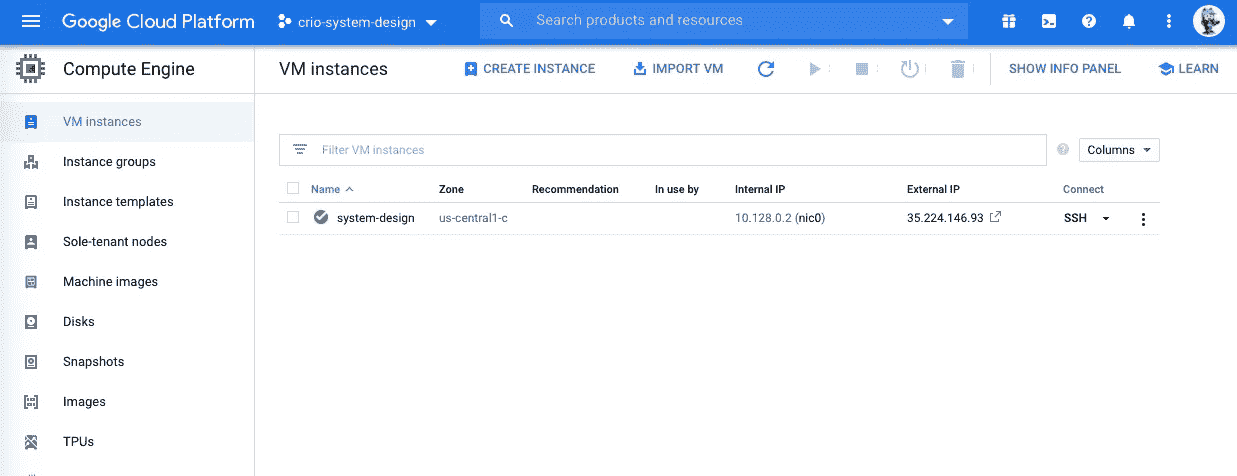 Google Cloud Platform crio-system-design Search products and resources
Compute Engine VM instances CREATE INSTANCE IMPORT VM SHOW INFO PANEL LEARN
VM instances
Instance groups
Instance templates
Sole-tenant nodes
Machine images
Disks
Snapshots
Images
TPUs
Filter VM instances Columns
Name Zone Recommendation In use by Internal IP External IP Connect
system-design us-central1-c 10.128.0.2 (nic0) 35.224.146.93 SSH